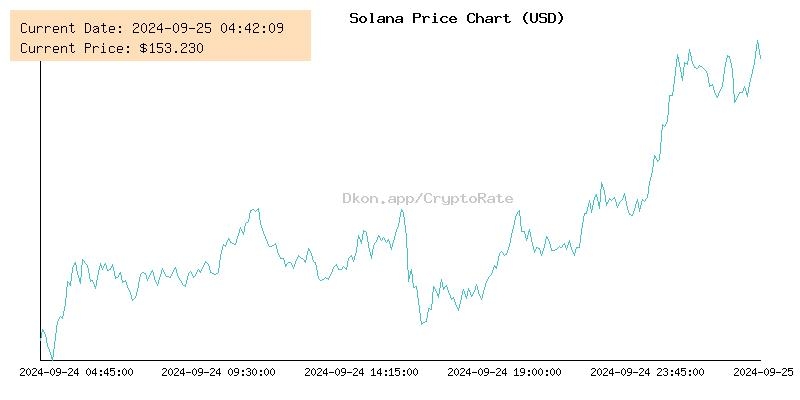 Solana Price Chart (USD)
Current Date: 2024-09-25 04:42:09
Current Price: $153.230
Dkon.app/CryptoRate
2024-09-24 04:45:00 2024-09-24 09:30:00 2024-09-24 14:15:00 2024-09-24 19:00:00 2024-09-24 23:45:00 2024-09-25